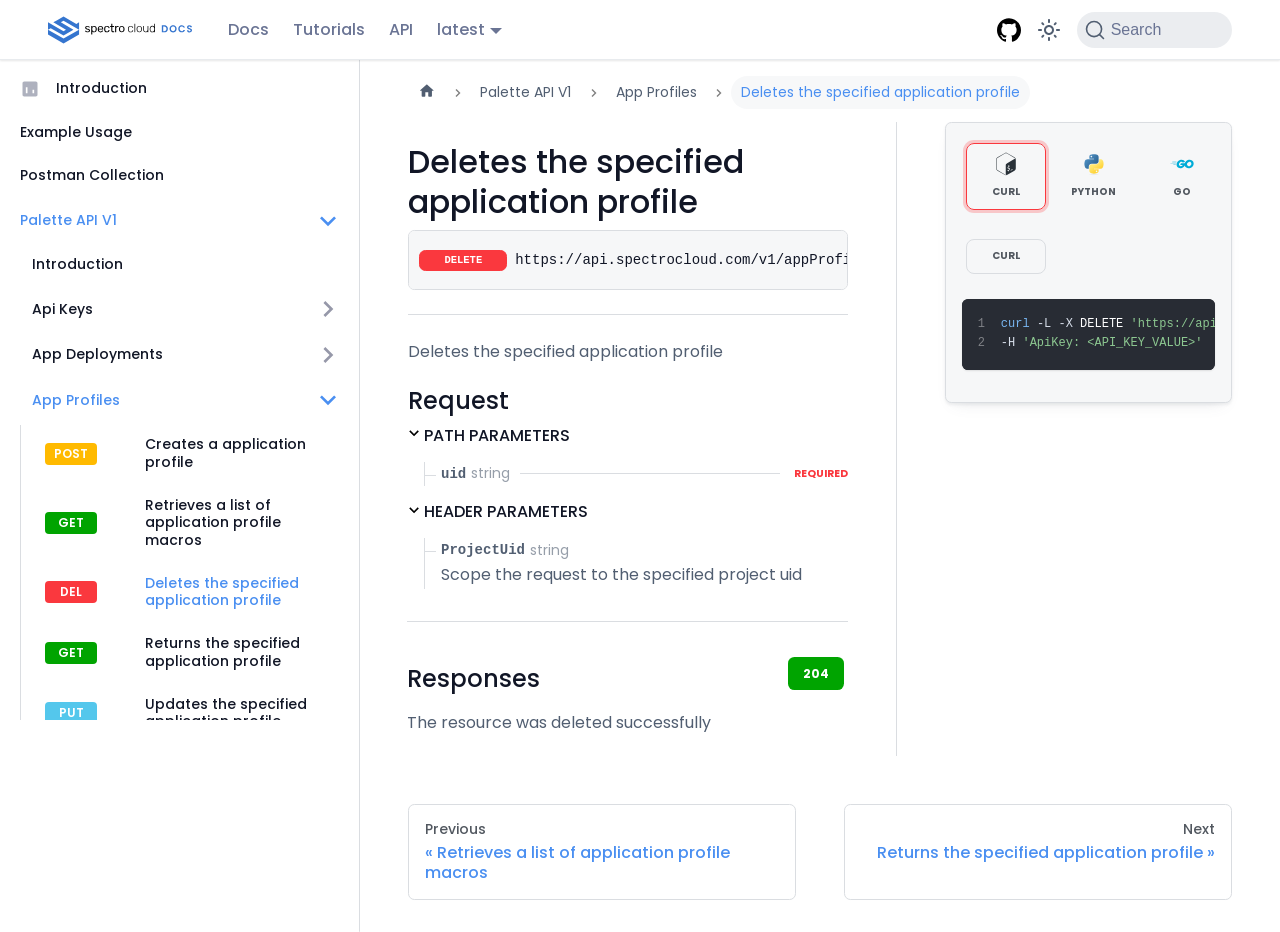 spectro cloud DOCS
Docs
Tutorials
API
latest
Search
Introduction
Example Usage
Postman Collection
Palette API V1
Introduction
Api Keys
App Deployments
App Profiles
POST
Creates a application
profile
GET
Retrieves a list of
application profile
macros
DEL
Deletes the specified
application profile
GET
Returns the specified
application profile
PUT
Updates the specified
application profile
Palette API V1
App Profiles
Deletes the specified application profile
Deletes the specified
application profile
DELETE https://api.spectrocloud.com/v1/appProfi
Deletes the specified application profile
Request
PATH PARAMETERS
uid string REQUIRED
HEADER PARAMETERS
ProjectUid string
Scope the request to the specified project uid
Responses
204
The resource was deleted successfully
CURL
PYTHON
GO
CURL
1 curl -L -X DELETE 'https://api
2 -H 'ApiKey: <API_KEY_VALUE>'
Previous
« Retrieves a list of application profile
macros
Next
Returns the specified application profile »